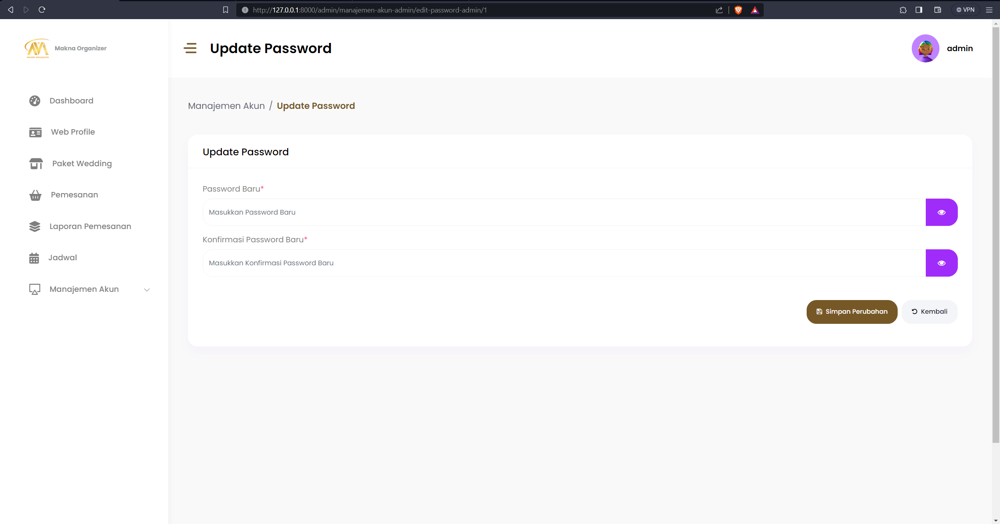 http://127.0.0.1:8000/admin/manajemen-akun-admin/edit-password-admin/1
VPN
MAKNA ORGANIZER
Makna Organizer
Update Password
admin
Dashboard
Web Profile
Paket Wedding
Pemesanan
Laporan Pemesanan
Jadwal
Manajemen Akun
Manajemen Akun / Update Password
Update Password
Password Baru*
Masukkan Password Baru
Konfirmasi Password Baru*
Masukkan Konfirmasi Password Baru
Simpan Perubahan
Kembali